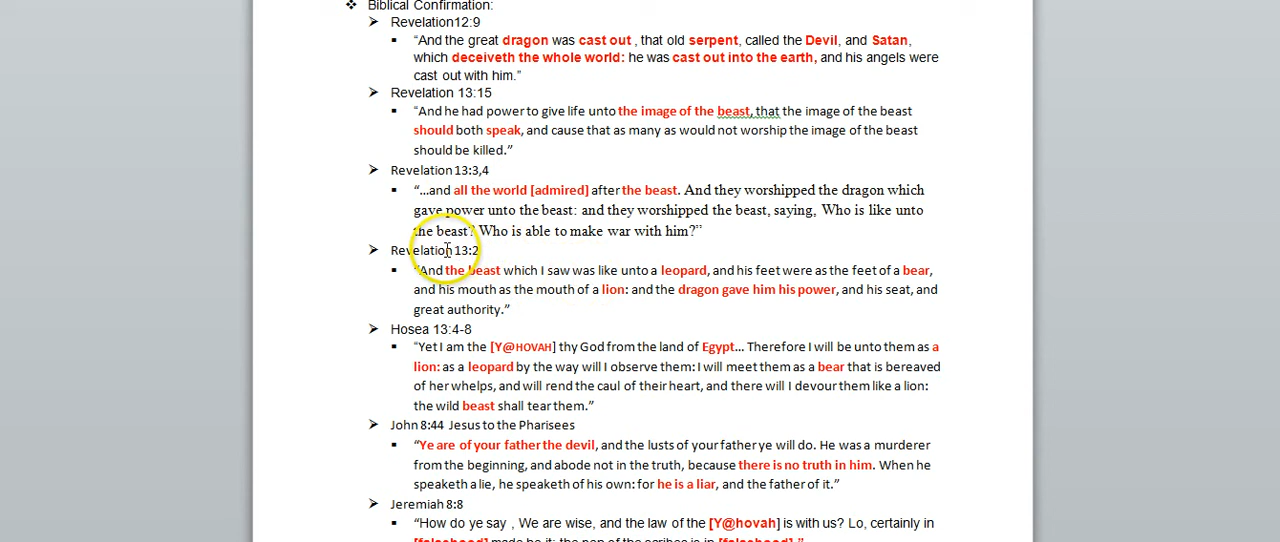 ❖ Biblical Confirmation:
➤ Revelation12:9
▪ “And the great dragon was cast out , that old serpent, called the Devil, and Satan,
which deceiveth the whole world: he was cast out into the earth, and his angels were
cast out with him.”
➤ Revelation 13:15
▪ “And he had power to give life unto the image of the beast, that the image of the beast
should both speak, and cause that as many as would not worship the image of the beast
should be killed.”
➤ Revelation 13:3,4
▪ “…and all the world [admired] after the beast. And they worshipped the dragon which
gave power unto the beast: and they worshipped the beast, saying, Who is like unto
the beast? Who is able to make war with him?”
➤ Revelation 13:2
▪ “And the beast which I saw was like unto a leopard, and his feet were as the feet of a bear,
and his mouth as the mouth of a lion: and the dragon gave him his power, and his seat, and
great authority.”
➤ Hosea 13:4-8
▪ “Yet I am the [Y@HOVAH] thy God from the land of Egypt… Therefore I will be unto them as a
lion: as a leopard by the way will I observe them: I will meet them as a bear that is bereaved
of her whelps, and will rend the caul of their heart, and there will I devour them like a lion:
the wild beast shall tear them.”
➤ John 8:44 Jesus to the Pharisees
▪ “Ye are of your father the devil, and the lusts of your father ye will do. He was a murderer
from the beginning, and abode not in the truth, because there is no truth in him. When he
speaketh a lie, he speaketh of his own: for he is a liar, and the father of it.”
➤ Jeremiah 8:8
▪ “How do ye say , We are wise, and the law of the [Y@hovah] is with us? Lo, certainly in
[falsehood] made he it; the pen of the scribes is in [falsehood].”